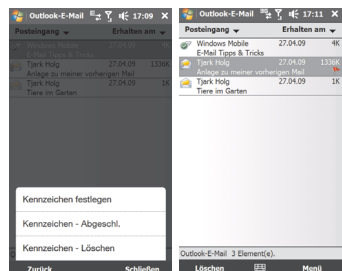 Outlook-E-Mail 17:09
Posteingang Erhalten am
Windows Mobile 27.04.09 4K
E-Mail Tipps & Tricks
Tjark Holg 27.04.09 1336K
Anlage zu meiner vorherigen Mail
Tjark Holg 27.04.09 1K
Tiere im Garten
Kennzeichen festlegen
Kennzeichen - Abgeschl.
Kennzeichen - Löschen
Zurück Schließen
Outlook-E-Mail 17:11
Posteingang Erhalten am
Windows Mobile 27.04.09 4K
E-Mail Tipps & Tricks
Tjark Holg 27.04.09 1336K
Anlage zu meiner vorherigen Mail
Tjark Holg 27.04.09 1K
Tiere im Garten
Outlook-E-Mail 3 Element(e).
Löschen Menü